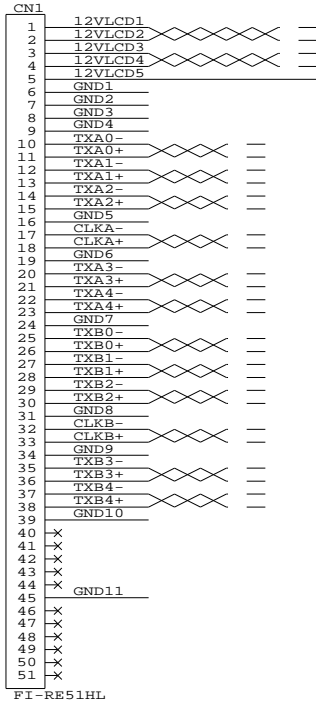 CN1
1 12VLCD1
2 12VLCD2
3 12VLCD3
4 12VLCD4
5 12VLCD5
6 GND1
7 GND2
8 GND3
9 GND4
10 TXA0-
11 TXA0+
12 TXA1-
13 TXA1+
14 TXA2-
15 TXA2+
16 GND5
17 CLKA-
18 CLKA+
19 GND6
20 TXA3-
21 TXA3+
22 TXA4-
23 TXA4+
24 GND7
25 TXB0-
26 TXB0+
27 TXB1-
28 TXB1+
29 TXB2-
30 TXB2+
31 GND8
32 CLKB-
33 CLKB+
34 GND9
35 TXB3-
36 TXB3+
37 TXB4-
38 TXB4+
39 GND10
40
41
42
43
44
45 GND11
46
47
48
49
50
51
FI-RE51HL